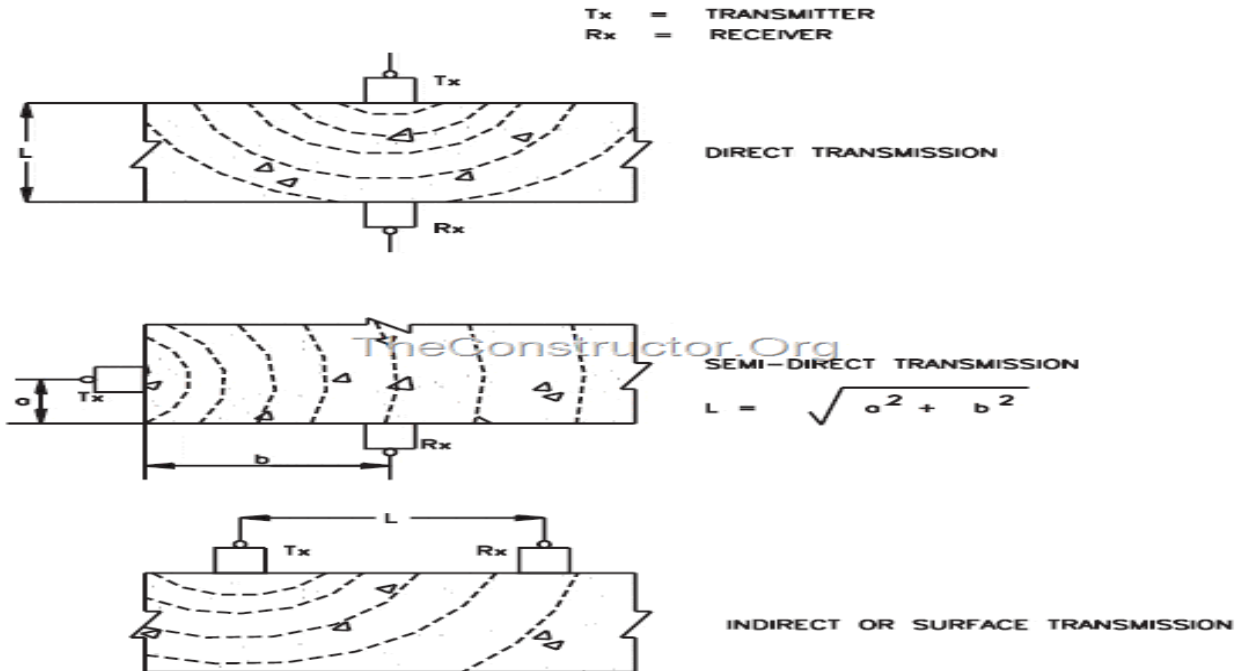 Tx = TRANSMITTER
Rx = RECEIVER
Tx
L
DIRECT TRANSMISSION
Rx
TheConstructor.Org
SEMI-DIRECT TRANSMISSION
a
Tx
L = √ a² + b²
Rx
b
L
Tx
Rx
INDIRECT OR SURFACE TRANSMISSION